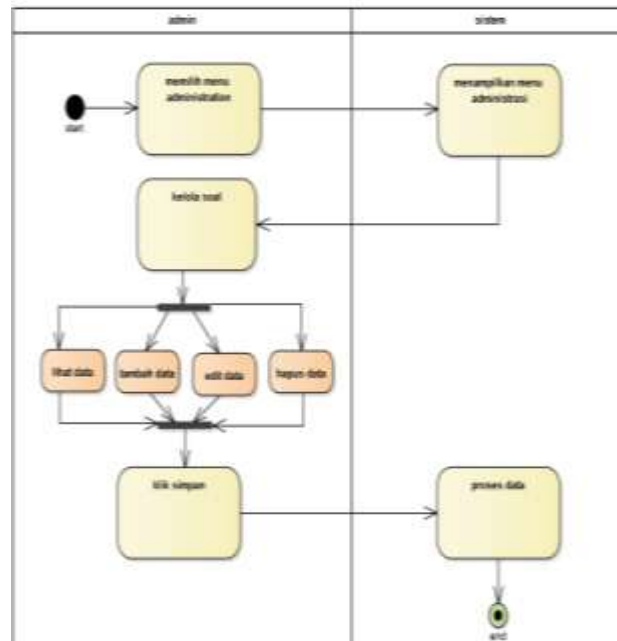 admin
sistem
memilih menu
administration
menampilkan menu
administrasi
start
kelola soal
lihat data
tambah data
edit data
hapus data
klik simpan
proses data
end